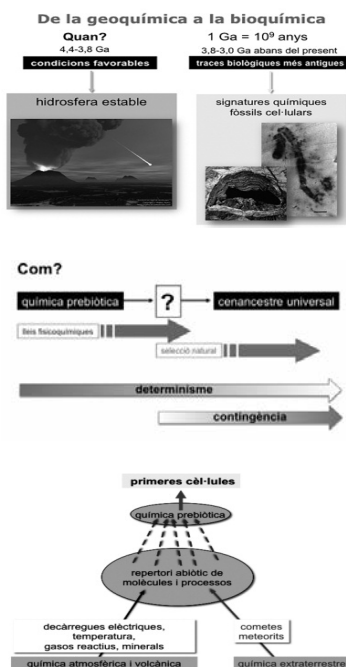 De la geoquímica a la bioquímica
Quan?
4,4-3,8 Ga
condicions favorables
hidrosfera estable
1 Ga = 10⁹ anys
3,8-3,0 Ga abans del present
traces biològiques més antigues
signatures químiques
fòssils cel·lulars
Com?
química prebiòtica
?
cenancestre universal
lleis fisicoquímiques
selecció natural
determinisme
contingència
primeres cèl·lules
química prebiòtica
repertori abiòtic de
molècules i processos
decàrregues elèctriques,
temperatura,
gasos reactius, minerals
cometes
meteorits
química atmosfèrica i volcànica
química extraterrestre